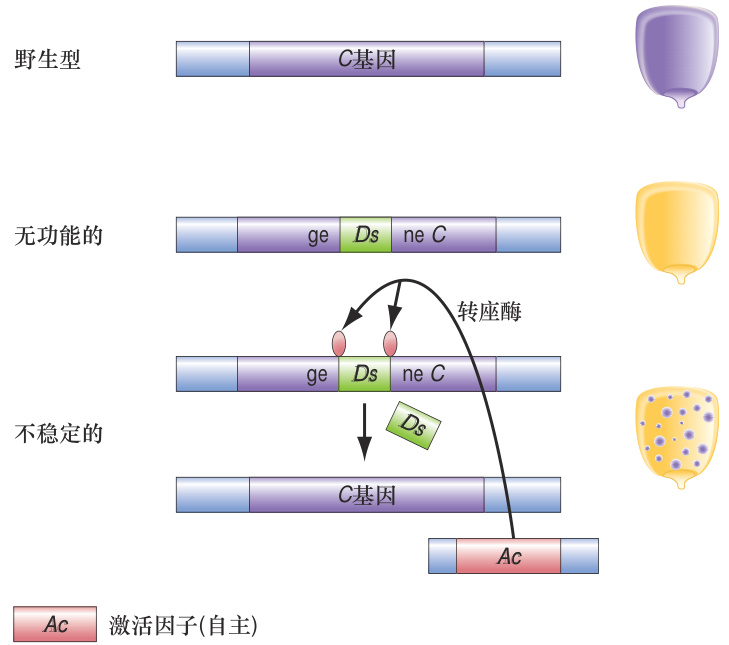 野生型
C基因
无功能的
ge Ds ne C
转座酶
ge Ds ne C
不稳定的
Ds
C基因
Ac
Ac 激活因子(自主)